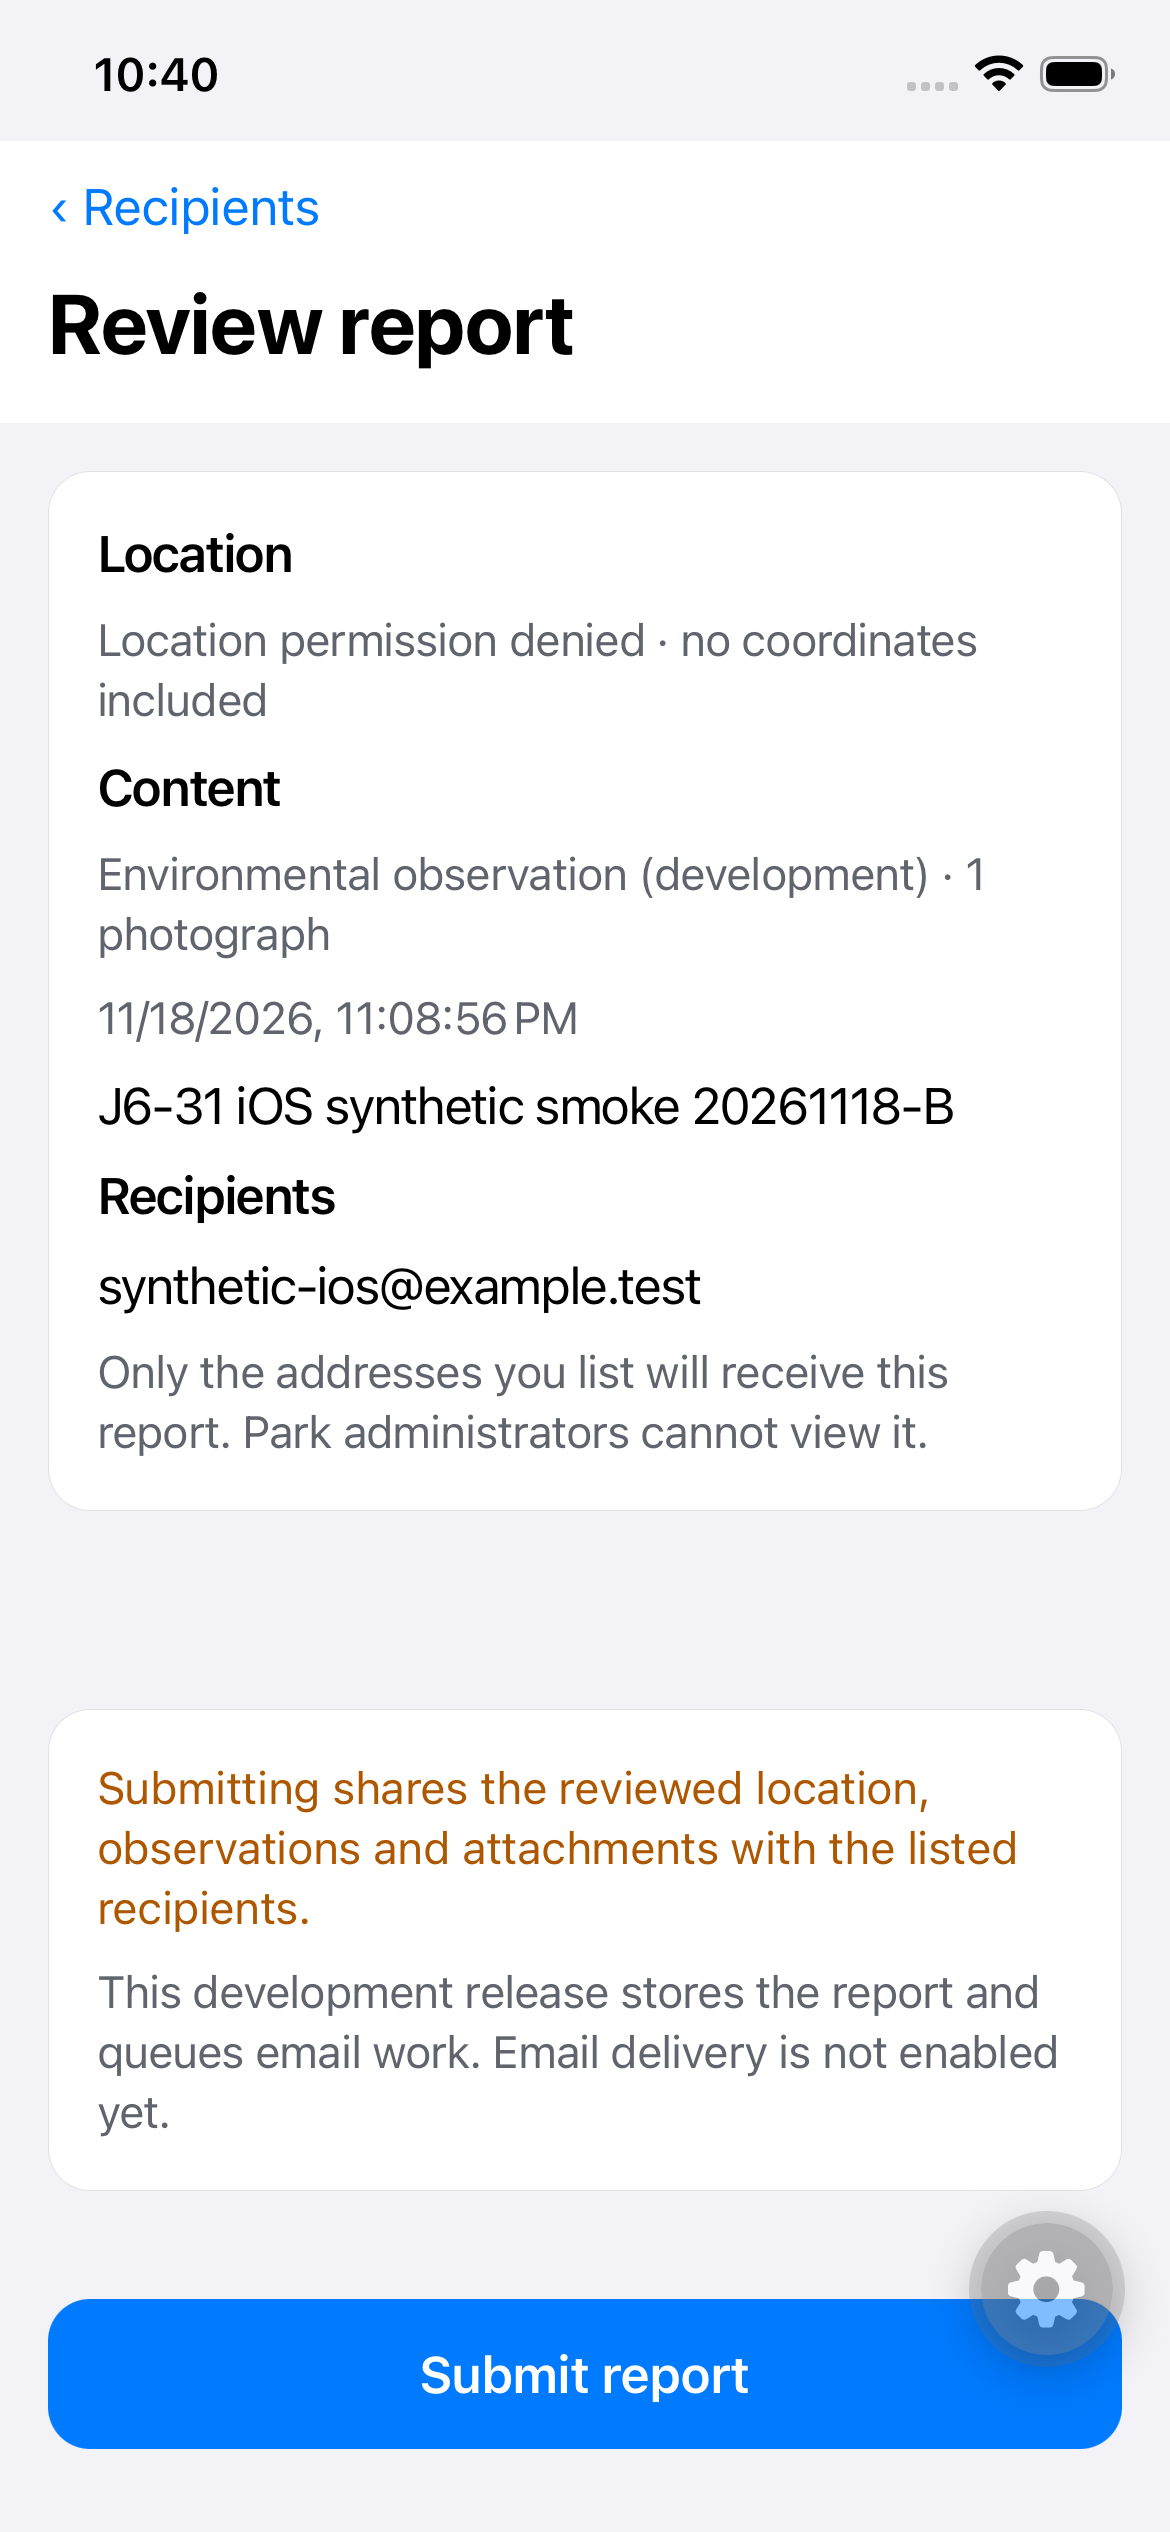 10:40
‹ Recipients
Review report
Location
Location permission denied · no coordinates
included
Content
Environmental observation (development) · 1
photograph
11/18/2026, 11:08:56 PM
J6-31 iOS synthetic smoke 20261118-B
Recipients
synthetic-ios@example.test
Only the addresses you list will receive this
report. Park administrators cannot view it.
Submitting shares the reviewed location,
observations and attachments with the listed
recipients.
This development release stores the report and
queues email work. Email delivery is not enabled
yet.
Submit report